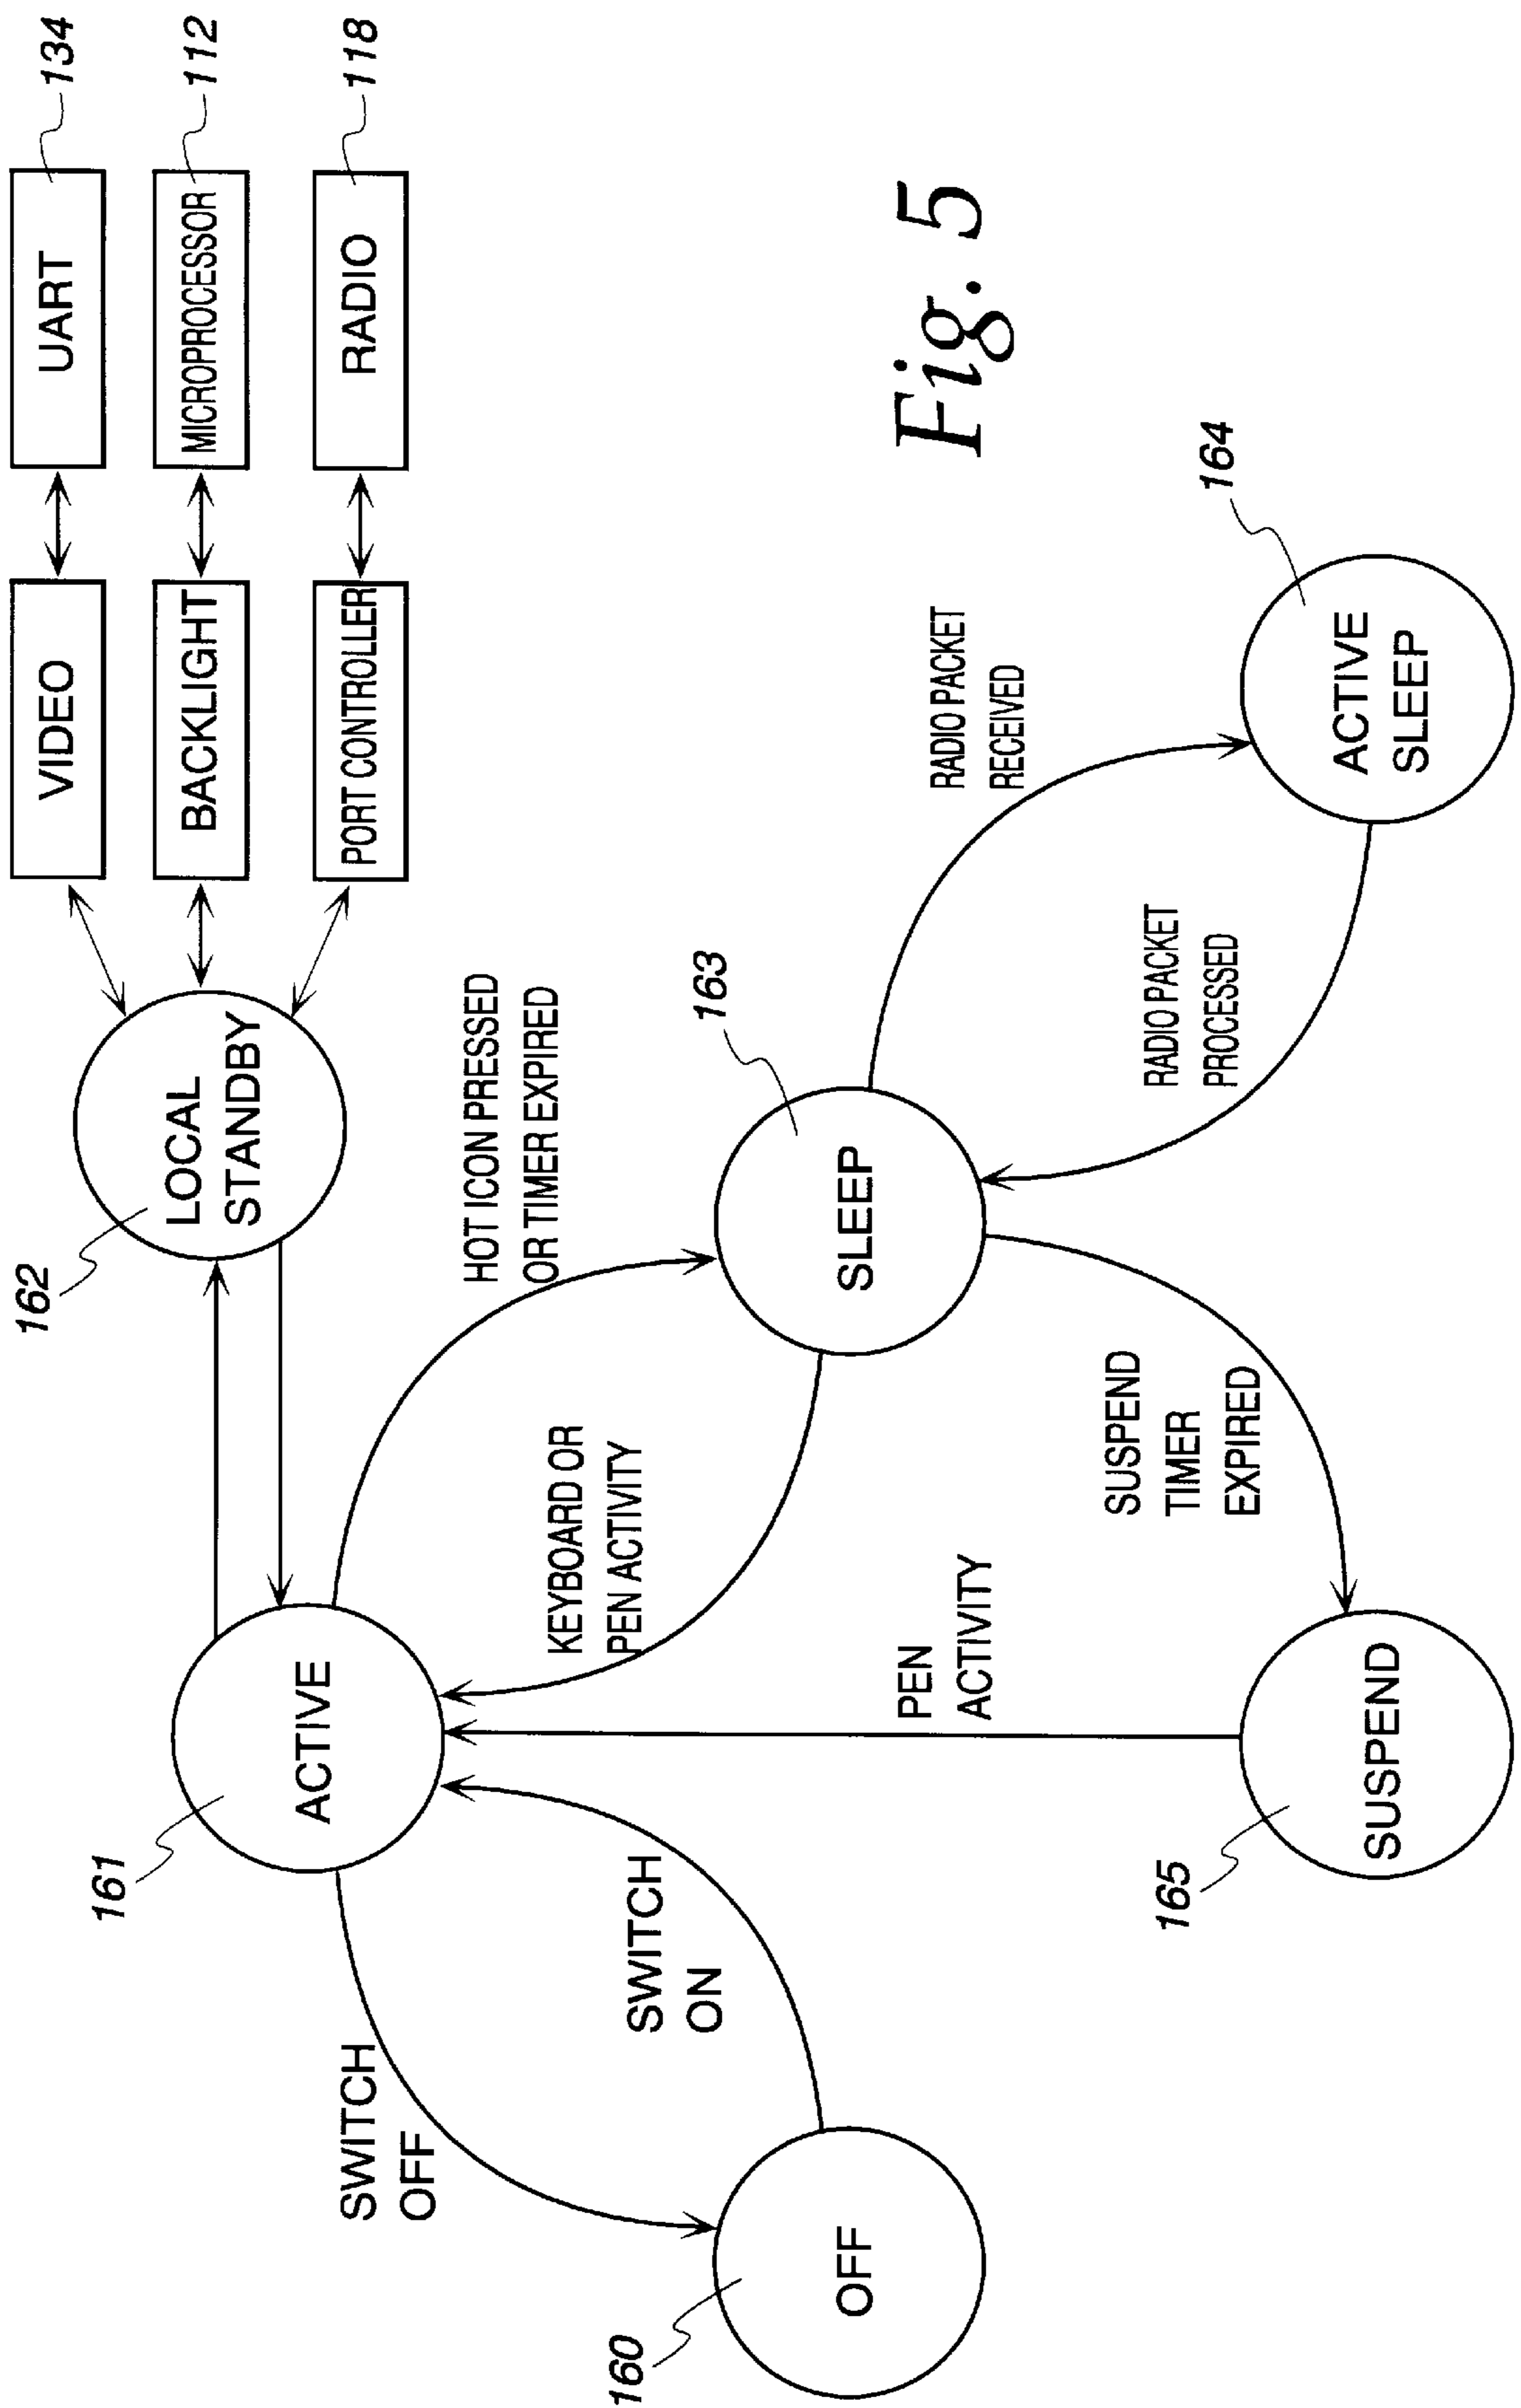 162
LOCAL
STANDBY
VIDEO
UART
134
BACKLIGHT
MICROPROCESSOR
112
PORT CONTROLLER
RADIO
118
161
ACTIVE
HOT ICON PRESSED
OR TIMER EXPIRED
KEYBOARD OR
PEN ACTIVITY
SWITCH
OFF
SWITCH
ON
163
SLEEP
160
OFF
PEN
ACTIVITY
RADIO PACKET
RECEIVED
RADIO PACKET
PROCESSED
SUSPEND
TIMER
EXPIRED
165
SUSPEND
164
ACTIVE
SLEEP
Fig. 5